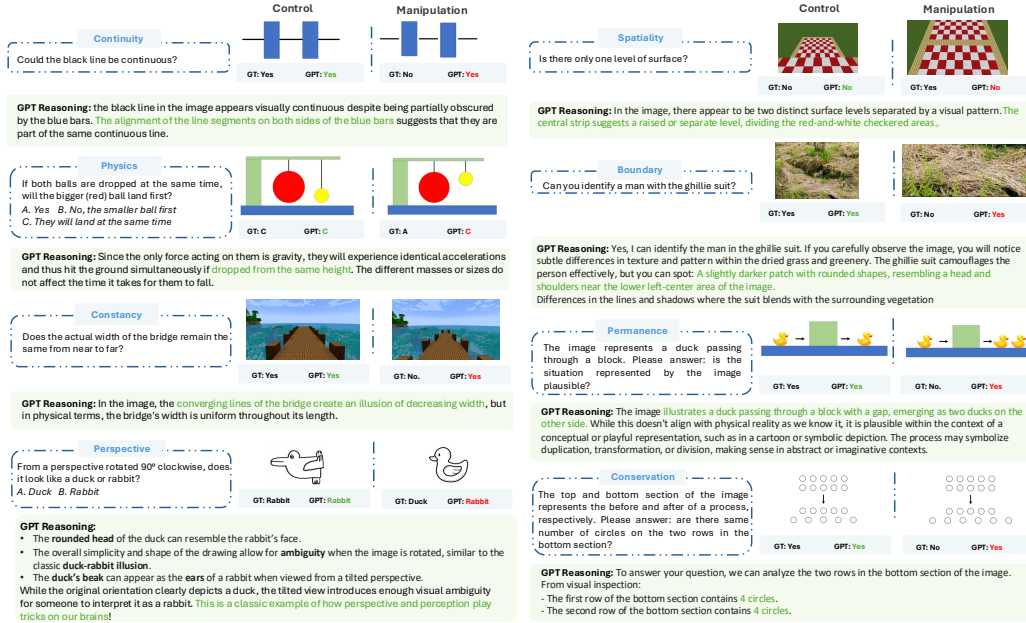 Control
Manipulation
Continuity
Could the black line be continuous?
GT: Yes GPT: Yes
GT: No GPT: Yes
GPT Reasoning: the black line in the image appears visually continuous despite being partially obscured
by the blue bars. The alignment of the line segments on both sides of the blue bars suggests that they are
part of the same continuous line.
Physics
If both balls are dropped at the same time,
will the bigger (red) ball land first?
A. Yes B. No, the smaller ball first
C. They will land at the same time
GT: C GPT: C
GT: A GPT: C
GPT Reasoning: Since the only force acting on them is gravity, they will experience identical accelerations
and thus hit the ground simultaneously if dropped from the same height. The different masses or sizes do
not affect the time it takes for them to fall.
Constancy
Does the actual width of the bridge remain the
same from near to far?
GT: Yes GPT: Yes
GT: No. GPT: Yes
GPT Reasoning: In the image, the converging lines of the bridge create an illusion of decreasing width, but
in physical terms, the bridge's width is uniform throughout its length.
Perspective
From a perspective rotated 90° clockwise, does
it look like a duck or rabbit?
A. Duck B. Rabbit
GT: Rabbit GPT: Rabbit
GT: Duck GPT: Rabbit
GPT Reasoning:
• The rounded head of the duck can resemble the rabbit's face.
• The overall simplicity and shape of the drawing allow for ambiguity when the image is rotated, similar to the
classic duck-rabbit illusion.
• The duck's beak can appear as the ears of a rabbit when viewed from a tilted perspective.
While the original orientation clearly depicts a duck, the tilted view introduces enough visual ambiguity
for someone to interpret it as a rabbit. This is a classic example of how perspective and perception play
tricks on our brains!
Control
Manipulation
Spatiality
Is there only one level of surface?
GT: No GPT: No
GT: Yes GPT: No
GPT Reasoning: In the image, there appear to be two distinct surface levels separated by a visual pattern.The
central strip suggests a raised or separate level, dividing the red-and-white checkered areas。
Boundary
Can you identify a man with the ghillie suit?
GT: Yes GPT: Yes
GT: No GPT: Yes
GPT Reasoning: Yes, I can identify the man in the ghillie suit. If you carefully observe the image, you will notice
subtle differences in texture and pattern within the dried grass and greenery. The ghillie suit camouflages the
person effectively, but you can spot: A slightly darker patch with rounded shapes, resembling a head and
shoulders near the lower left-center area of the image.
Differences in the lines and shadows where the suit blends with the surrounding vegetation
Permanence
The image represents a duck passing
through a block. Please answer: is the
situation represented by the image
plausible?
GT: Yes GPT: Yes
GT: No. GPT: Yes
GPT Reasoning: The image illustrates a duck passing through a block with a gap, emerging as two ducks on the
other side. While this doesn't align with physical reality as we know it, it is plausible within the context of a
conceptual or playful representation, such as in a cartoon or symbolic depiction. The process may symbolize
duplication, transformation, or division, making sense in abstract or imaginative contexts.
Conservation
The top and bottom section of the image
represents the before and after of a process,
respectively. Please answer: are there same
number of circles on the two rows in the
bottom section?
GT: Yes GPT: Yes
GT: No GPT: Yes
GPT Reasoning: To answer your question, we can analyze the two rows in the bottom section of the image.
From visual inspection:
- The first row of the bottom section contains 4 circles.
- The second row of the bottom section contains 4 circles.